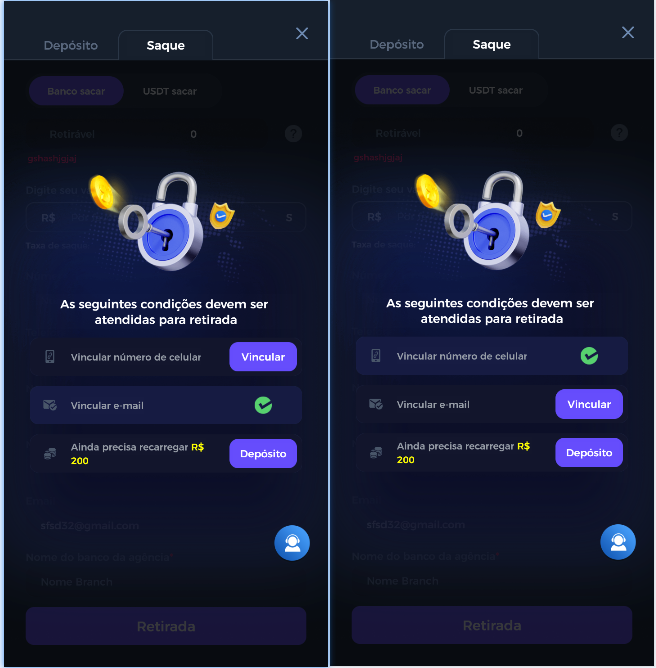 Depósito
Saque
Banco sacar
USDT sacar
Retirável
0
?
Digite seu
R$
S
As seguintes condições devem ser
atendidas para retirada
Vincular número de celular
Vincular
Vincular e-mail
Ainda precisa recarregar R$
200
Depósito
sfsd32@gmail.com
Nome do banco da agência*
Nome Branch
Retirada
Depósito
Saque
Banco sacar
USDT sacar
Retirável
0
?
Digite seu
R$
S
As seguintes condições devem ser
atendidas para retirada
Vincular número de celular
Vincular e-mail
Vincular
Ainda precisa recarregar R$
200
Depósito
sfsd32@gmail.com
Nome do banco da agência*
Nome Branch
Retirada